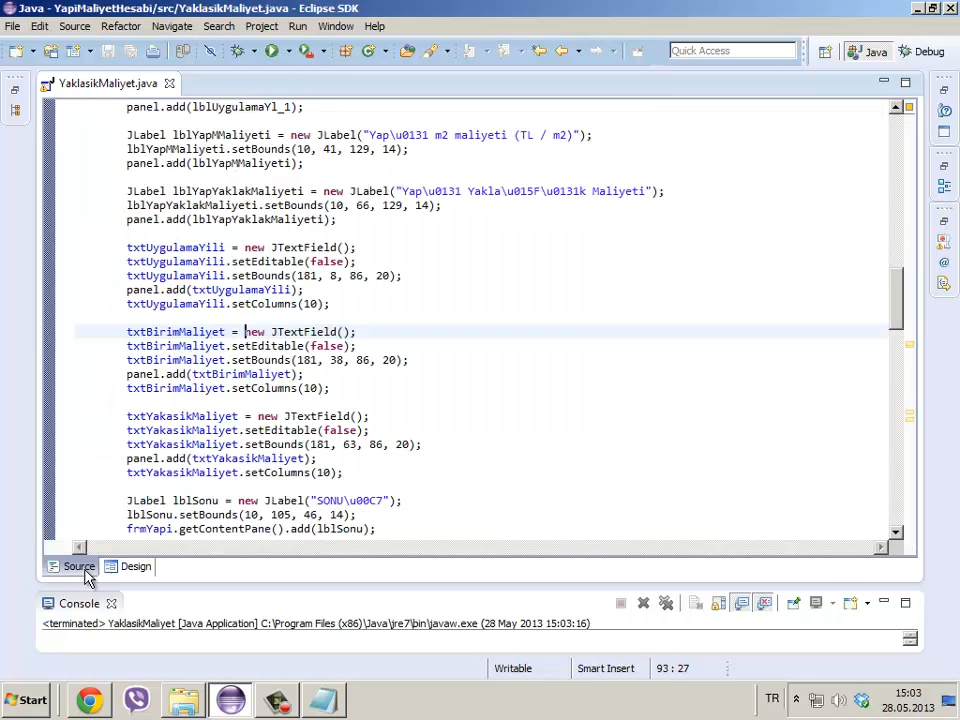 Java - YapiMaliyetHesabi/src/YaklasikMaliyet.java - Eclipse SDK
File Edit Source Refactor Navigate Search Project Run Window Help
Quick Access
Java
Debug
YaklasikMaliyet.java
panel.add(lblUygulamaYl_1);
JLabel lblYapMMaliyeti = new JLabel("Yap\u0131 m2 maliyeti (TL / m2)");
lblYapMMaliyeti.setBounds(10, 41, 129, 14);
panel.add(lblYapMMaliyeti);
JLabel lblYapYaklakMaliyeti = new JLabel("Yap\u0131 Yakla\u015F\u0131k Maliyeti");
lblYapYaklakMaliyeti.setBounds(10, 66, 129, 14);
panel.add(lblYapYaklakMaliyeti);
txtUygulamaYili = new JTextField();
txtUygulamaYili.setEditable(false);
txtUygulamaYili.setBounds(181, 8, 86, 20);
panel.add(txtUygulamaYili);
txtUygulamaYili.setColumns(10);
txtBirimMaliyet = new JTextField();
txtBirimMaliyet.setEditable(false);
txtBirimMaliyet.setBounds(181, 38, 86, 20);
panel.add(txtBirimMaliyet);
txtBirimMaliyet.setColumns(10);
txtYakasikMaliyet = new JTextField();
txtYakasikMaliyet.setEditable(false);
txtYakasikMaliyet.setBounds(181, 63, 86, 20);
panel.add(txtYakasikMaliyet);
txtYakasikMaliyet.setColumns(10);
JLabel lblSonu = new JLabel("SONU\u00C7");
lblSonu.setBounds(10, 105, 46, 14);
frmYapi.getContentPane().add(lblSonu);
Source Design
Console
<terminated> YaklasikMaliyet [Java Application] C:\Program Files (x86)\Java\jre7\bin\javaw.exe (28 May 2013 15:03:16)
Writable Smart Insert 93 : 27
Start TR 15:03
28.05.2013